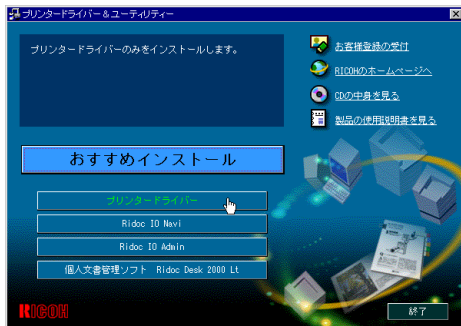 プリンタードライバー＆ユーティリティー
プリンタードライバーのみをインストールします。
お客様登録の受付
RICOHのホームページへ
CDの中身を見る
製品の使用説明書を見る
おすすめインストール
プリンタードライバー
Ridoc IO Navi
Ridoc IO Admin
個人文書管理ソフト Ridoc Desk 2000 Lt
RICOH
終了